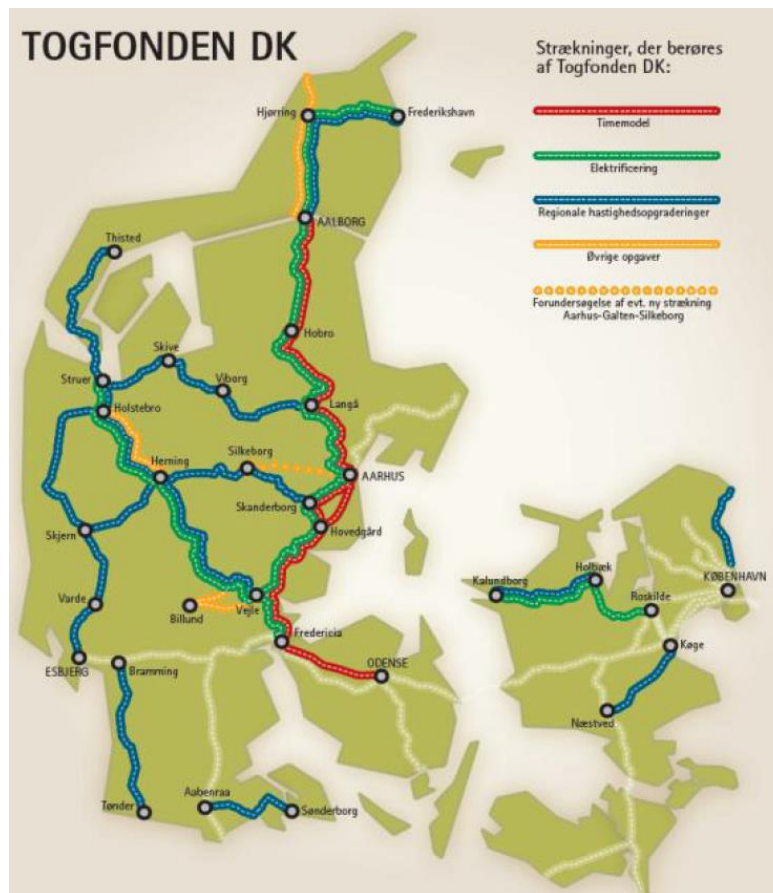 TOGFONDEN DK
Strækninger, der berøres
af Togfonden DK:
Timemodel
Elektrificering
Regionale hastighedsopgraderinger
Øvrige opgaver
Forundersøgelse af evt. ny strækning
Aarhus-Galten-Silkeborg
Hjørring
Frederikshavn
AALBORG
Thisted
Hobro
Skive
Struer
Viborg
Langå
Holstebro
Silkeborg
Herning
AARHUS
Skanderborg
Skjern
Hovedgård
Holbæk
KØBENHAVN
Kalundborg
Roskilde
Varde
Billund
Vejle
Fredericia
Køge
ESBJERG
Bramming
ODENSE
Næstved
Tønder
Aabenraa
Sønderborg